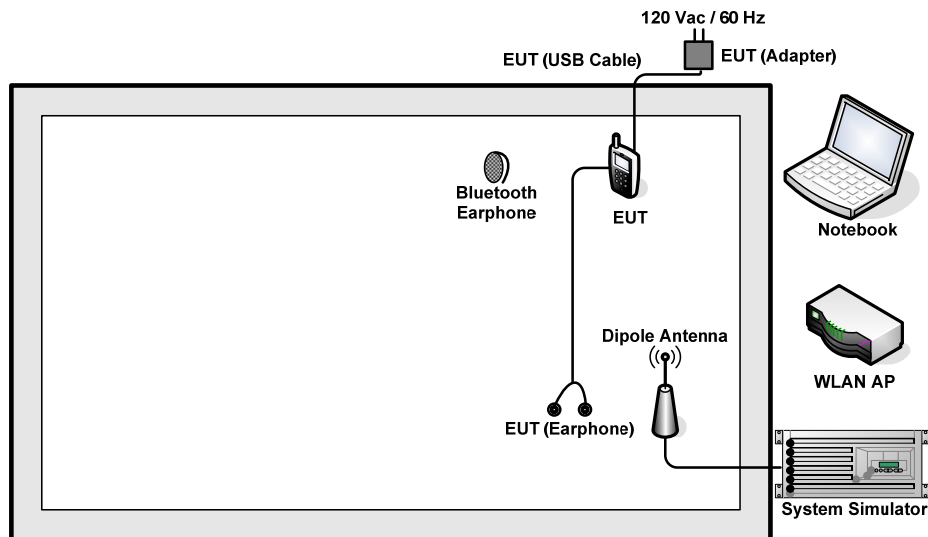 120 Vac / 60 Hz
EUT (USB Cable)
EUT (Adapter)
Bluetooth
Earphone
EUT
Notebook
Dipole Antenna
WLAN AP
EUT (Earphone)
System Simulator